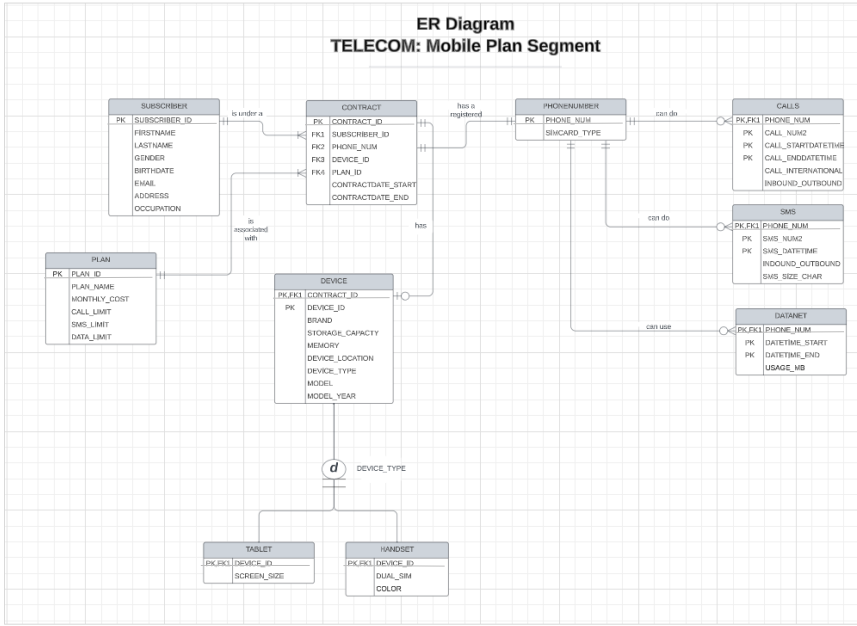 ER Diagram
TELECOM: Mobile Plan Segment
SUBSCRIBER
PK SUBSCRIBER_ID
FIRSTNAME
LASTNAME
GENDER
BIRTHDATE
EMAIL
ADDRESS
OCCUPATION
is under a
CONTRACT
PK CONTRACT_ID
FK1 SUBSCRIBER_ID
FK2 PHONE_NUM
FK3 DEVICE_ID
FK4 PLAN_ID
CONTRACTDATE_START
CONTRACTDATE_END
has a
registered
PHONENUMBER
PK PHONE_NUM
SIMCARD_TYPE
can do
CALLS
PK,FK1 PHONE_NUM
PK CALL_NUM2
PK CALL_STARTDATETIME
PK CALL_ENDDATETIME
CALL_INTERNATIONAL
INBOUND_OUTBOUND
can do
SMS
PK,FK1 PHONE_NUM
PK SMS_NUM2
PK SMS_DATETIME
INDOUND_OUTBOUND
SMS_SIZE_CHAR
is
associated
with
has
PLAN
PK PLAN_ID
PLAN_NAME
MONTHLY_COST
CALL_LIMIT
SMS_LIMIT
DATA_LIMIT
DEVICE
PK,FK1 CONTRACT_ID
PK DEVICE_ID
BRAND
STORAGE_CAPACTY
MEMORY
DEVICE_LOCATION
DEVICE_TYPE
MODEL
MODEL_YEAR
can use
DATANET
PK,FK1 PHONE_NUM
PK DATETIME_START
PK DATETIME_END
USAGE_MB
d DEVICE_TYPE
TABLET
PK,FK1 DEVICE_ID
SCREEN_SIZE
HANDSET
PK,FK1 DEVICE_ID
DUAL_SIM
COLOR